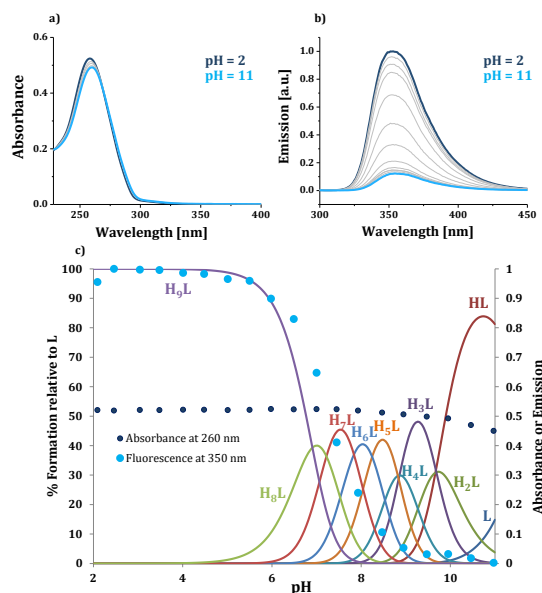 a)
b)
0.6
0.4
0.2
0.0
Absorbance
pH = 2
pH = 11
250
300
350
400
Wavelength [nm]
1.0
0.8
0.6
0.4
0.2
0.0
Emission [a.u.]
pH = 2
pH = 11
300
350
400
450
Wavelength [nm]
c)
100
90
80
70
60
50
40
30
20
10
0
% Formation relative to L
H9L
HL
H7L
H6L
H5L
H3L
H8L
H4L
H2L
L
Absorbance at 260 nm
Fluorescence at 350 nm
1
0.9
0.8
0.7
0.6
0.5
0.4
0.3
0.2
0.1
0
Absorbance or Emission
2
4
6
8
10
pH